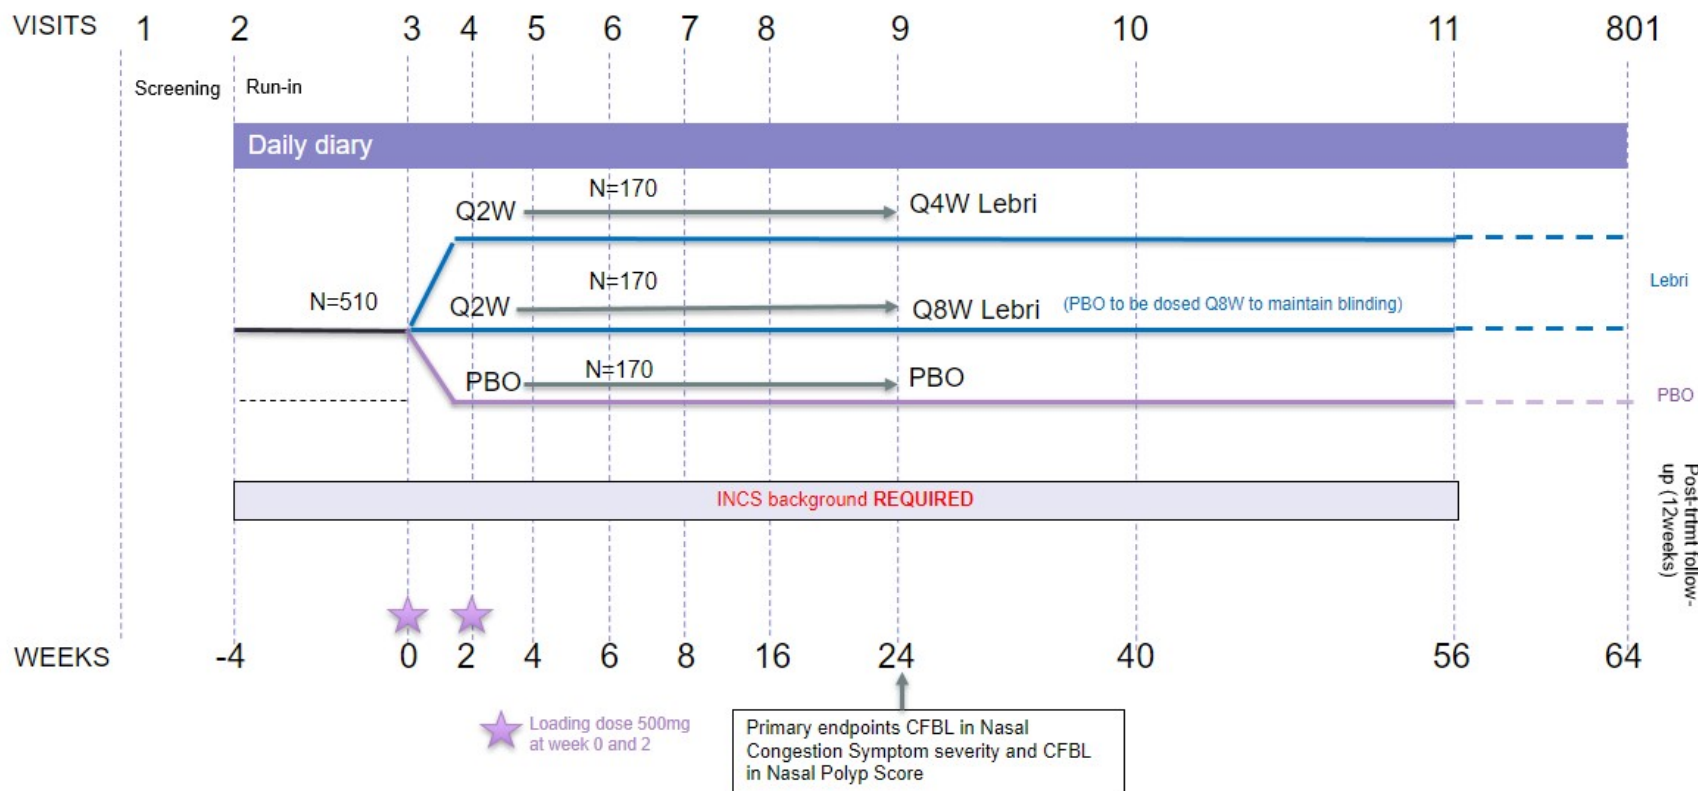 VISITS 1 2 3 4 5 6 7 8 9 10 11 801
Screening Run-in
Daily diary
N=170
Q2W Q4W Lebri
N=170
N=510 Q2W Q8W Lebri (PBO to be dosed Q8W to maintain blinding) Lebri
N=170
PBO PBO PBO
INCS background REQUIRED
Post-trtmt follow-
up (12weeks)
WEEKS -4 0 2 4 6 8 16 24 40 56 64
Loading dose 500mg
at week 0 and 2
Primary endpoints CFBL in Nasal
Congestion Symptom severity and CFBL
in Nasal Polyp Score